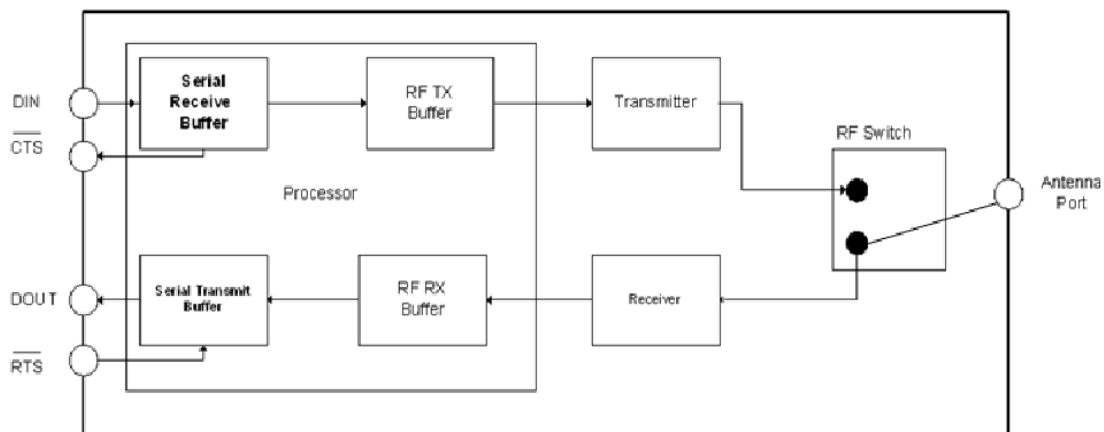 DIN
CTS
Serial
Receive
Buffer
RF TX
Buffer
Transmitter
RF Switch
Antenna
Port
Processor
DOUT
RTS
Serial Transmit
Buffer
RF RX
Buffer
Receiver